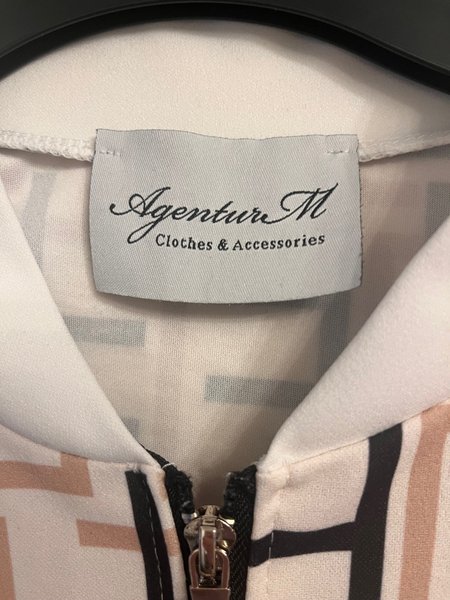 Agentur M
Clothes & Accessories